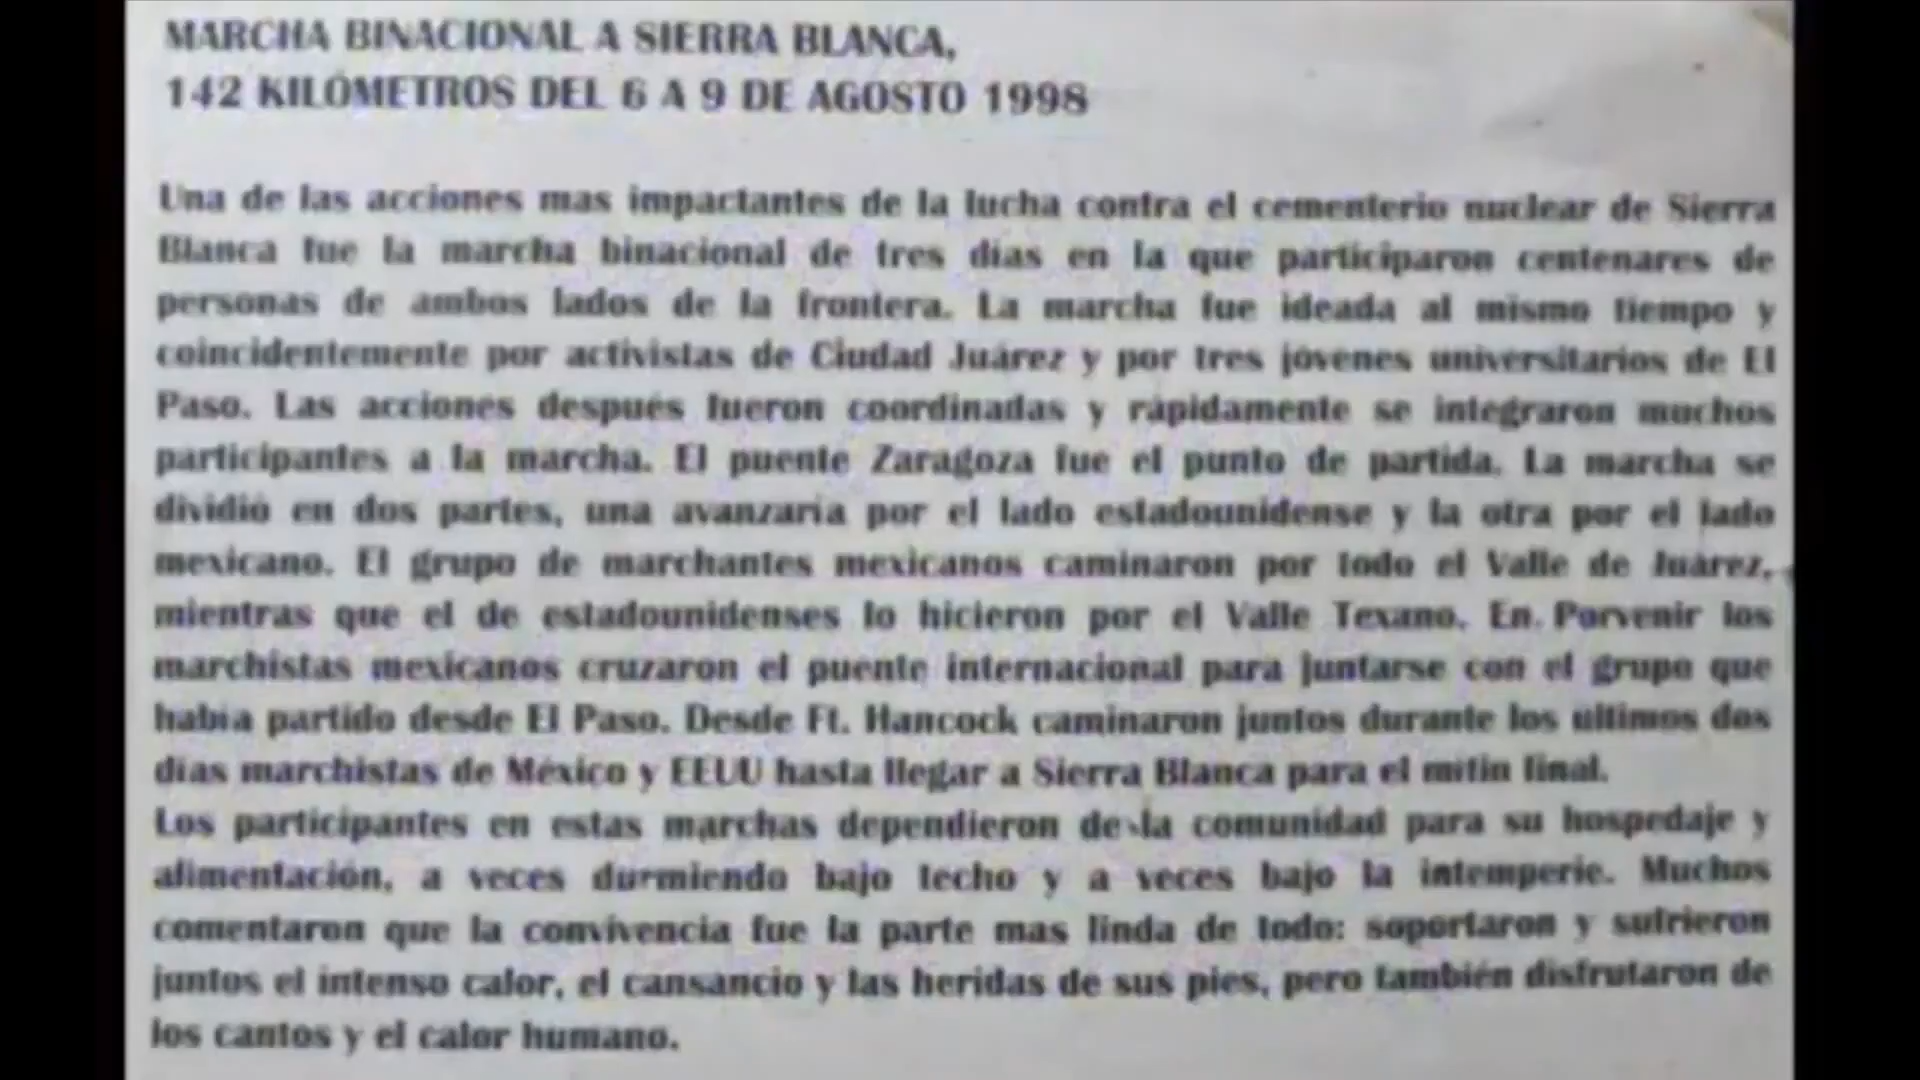 MARCHA BINACIONAL A SIERRA BLANCA,
142 KILÓMETROS DEL 6 A 9 DE AGOSTO 1998
Una de las acciones mas impactantes de la lucha contra el cementerio nuclear de Sierra
Blanca fue la marcha binacional de tres días en la que participaron centenares de
personas de ambos lados de la frontera. La marcha fue ideada al mismo tiempo y
coincidentemente por activistas de Ciudad Juárez y por tres jóvenes universitarios de El
Paso. Las acciones después fueron coordinadas y rápidamente se integraron muchos
participantes a la marcha. El puente Zaragoza fue el punto de partida. La marcha se
dividió en dos partes, una avanzaría por el lado estadounidense y la otra por el lado
mexicano. El grupo de marchantes mexicanos caminaron por todo el Valle de Juárez,
mientras que el de estadounidenses lo hicieron por el Valle Texano. En. Porvenir los
marchistas mexicanos cruzaron el puente internacional para juntarse con el grupo que
había partido desde El Paso. Desde Ft. Hancock caminaron juntos durante los ultimos dos
días marchistas de México y EEUU hasta llegar a Sierra Blanca para el mitin final.
Los participantes en estas marchas dependieron de la comunidad para su hospedaje y
alimentación, a veces durmiendo bajo techo y a veces bajo la intemperie. Muchos
comentaron que la convivencia fue la parte mas linda de todo: soportaron y sufrieron
juntos el intenso calor, el cansancio y las heridas de sus pies, pero también disfrutaron de
los cantos y el calor humano.